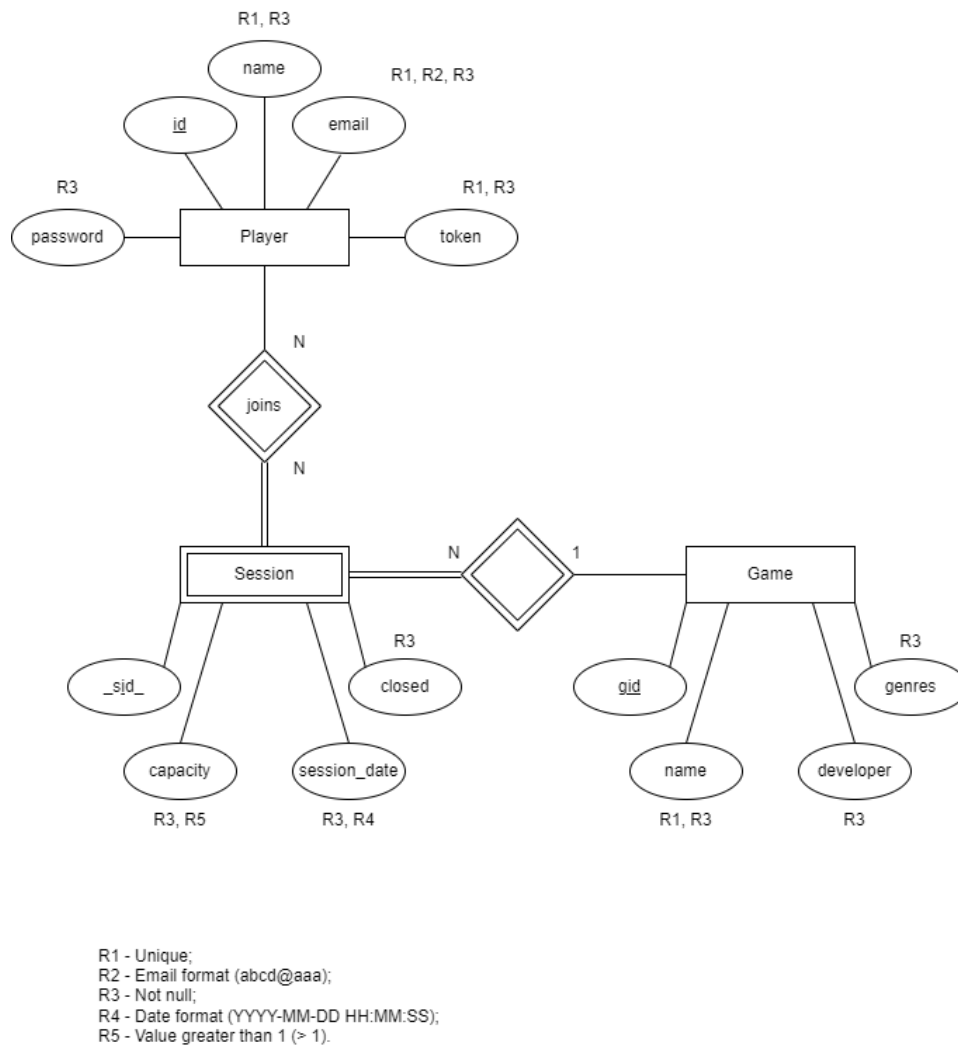 R1, R3
name
R1, R2, R3
id
email
R3
R1, R3
password
Player
token
N
joins
N
Session
N
1
Game
R3
R3
_sid_
closed
gid
genres
capacity
session_date
name
developer
R3, R5
R3, R4
R1, R3
R3
R1 - Unique;
R2 - Email format (abcd@aaa);
R3 - Not null;
R4 - Date format (YYYY-MM-DD HH:MM:SS);
R5 - Value greater than 1 (> 1).